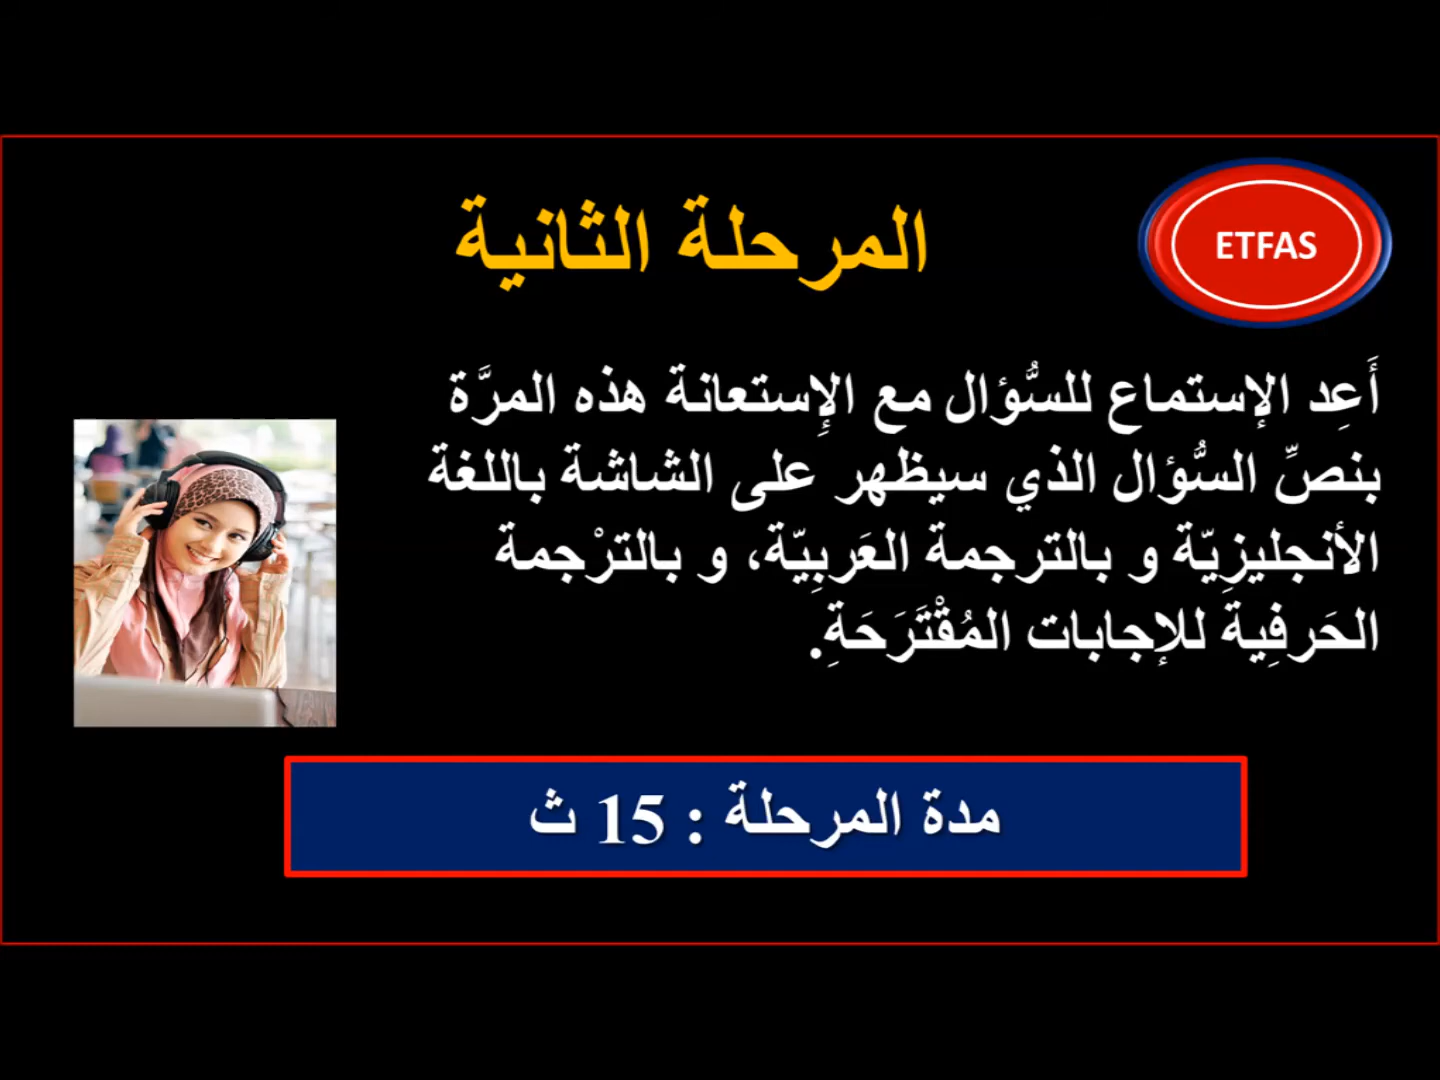 المرحلة الثانية
ETFAS
أَعِد الإستماع للسُّؤال مع الإِستعانة هذه المرَّة
بنصِّ السُّؤال الذي سيظهر على الشاشة باللغة
الأنجليزِيّة و بالترجمة العَربِيّة، و بالترْجمة
الحَرفِية للإجابات المُقْتَرَحَةِ.
مدة المرحلة : 15 ث